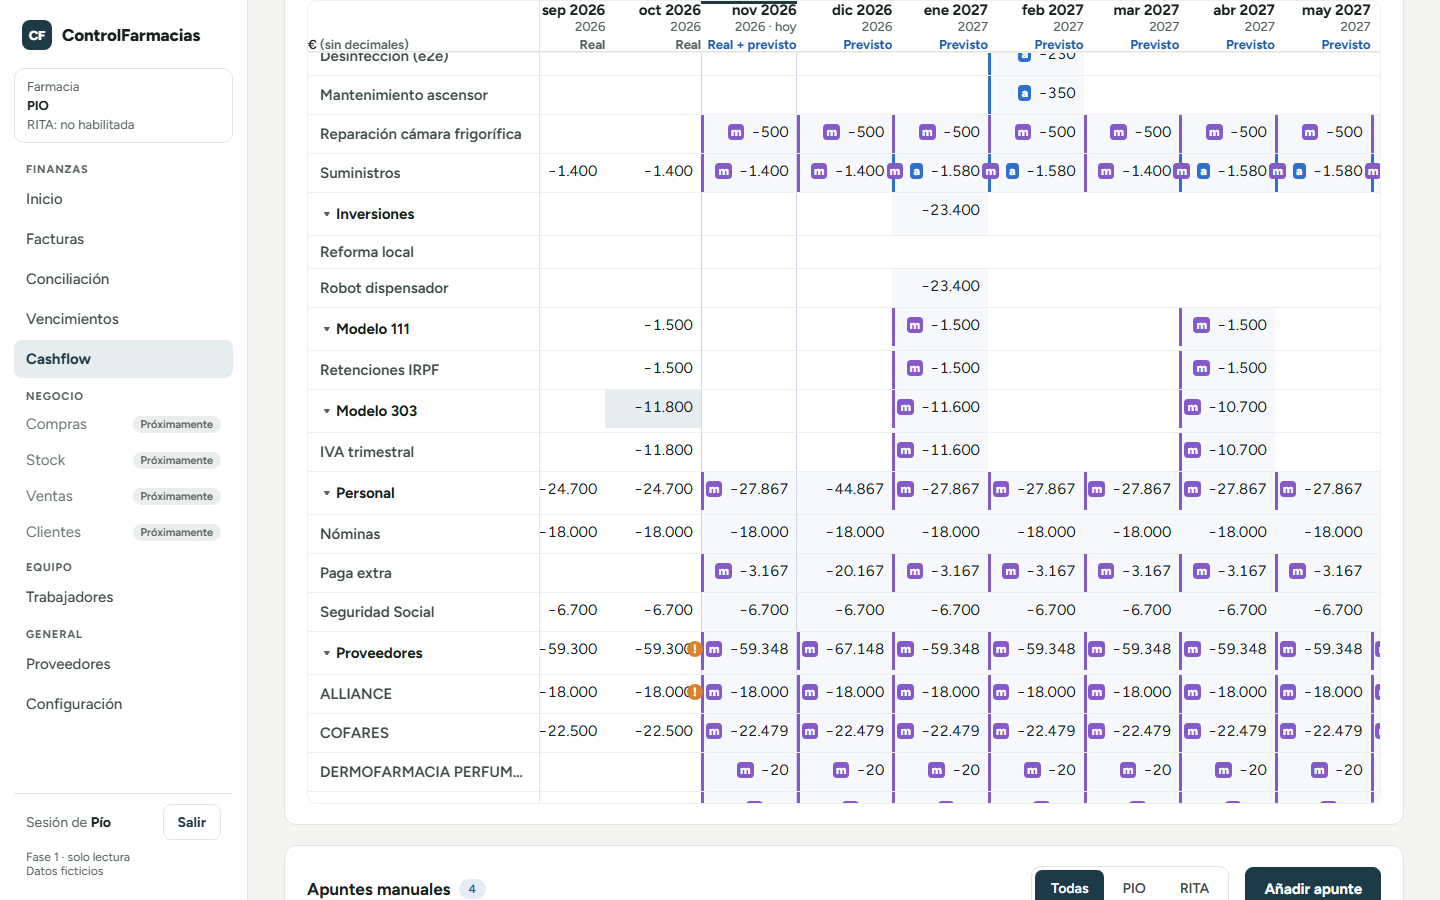 CF ControlFarmacias
Farmacia
PIO
RITA: no habilitada
FINANZAS
Inicio
Facturas
Conciliación
Vencimientos
Cashflow
NEGOCIO
Compras Próximamente
Stock Próximamente
Ventas Próximamente
Clientes Próximamente
EQUIPO
Trabajadores
GENERAL
Proveedores
Configuración
Sesión de Pío Salir
Fase 1 · solo lectura
Datos ficticios
sep 2026 oct 2026 nov 2026 dic 2026 ene 2027 feb 2027 mar 2027 abr 2027 may 2027
2026 2026 2026 · hoy 2026 2027 2027 2027 2027 2027
€ (sin decimales) Real Real Real + previsto Previsto Previsto Previsto Previsto Previsto Previsto
Desinfección (e2e) a −250
Mantenimiento ascensor a −350
Reparación cámara frigorífica m −500 m −500 m −500 m −500 m −500 m −500 m −500
Suministros −1.400 −1.400 m −1.400 m −1.400 m a −1.580 m a −1.580 m −1.400 m a −1.580 m a −1.580 m
Inversiones −23.400
Reforma local
Robot dispensador −23.400
Modelo 111 −1.500 m −1.500 m −1.500
Retenciones IRPF −1.500 m −1.500 m −1.500
Modelo 303 −11.800 m −11.600 m −10.700
IVA trimestral −11.800 m −11.600 m −10.700
Personal −24.700 −24.700 m −27.867 −44.867 m −27.867 m −27.867 m −27.867 m −27.867 m −27.867
Nóminas −18.000 −18.000 −18.000 −18.000 −18.000 −18.000 −18.000 −18.000 −18.000
Paga extra m −3.167 −20.167 m −3.167 m −3.167 m −3.167 m −3.167 m −3.167
Seguridad Social −6.700 −6.700 −6.700 −6.700 −6.700 −6.700 −6.700 −6.700 −6.700
Proveedores −59.300 −59.300 ! m −59.348 m −67.148 m −59.348 m −59.348 m −59.348 m −59.348 m −59.348
ALLIANCE −18.000 −18.000 ! m −18.000 m −18.000 m −18.000 m −18.000 m −18.000 m −18.000 m −18.000
COFARES −22.500 −22.500 m −22.479 m −22.479 m −22.479 m −22.479 m −22.479 m −22.479 m −22.479
DERMOFARMACIA PERFUM... m −20 m −20 m −20 m −20 m −20 m −20 m −20
Apuntes manuales 4 Todas PIO RITA Añadir apunte